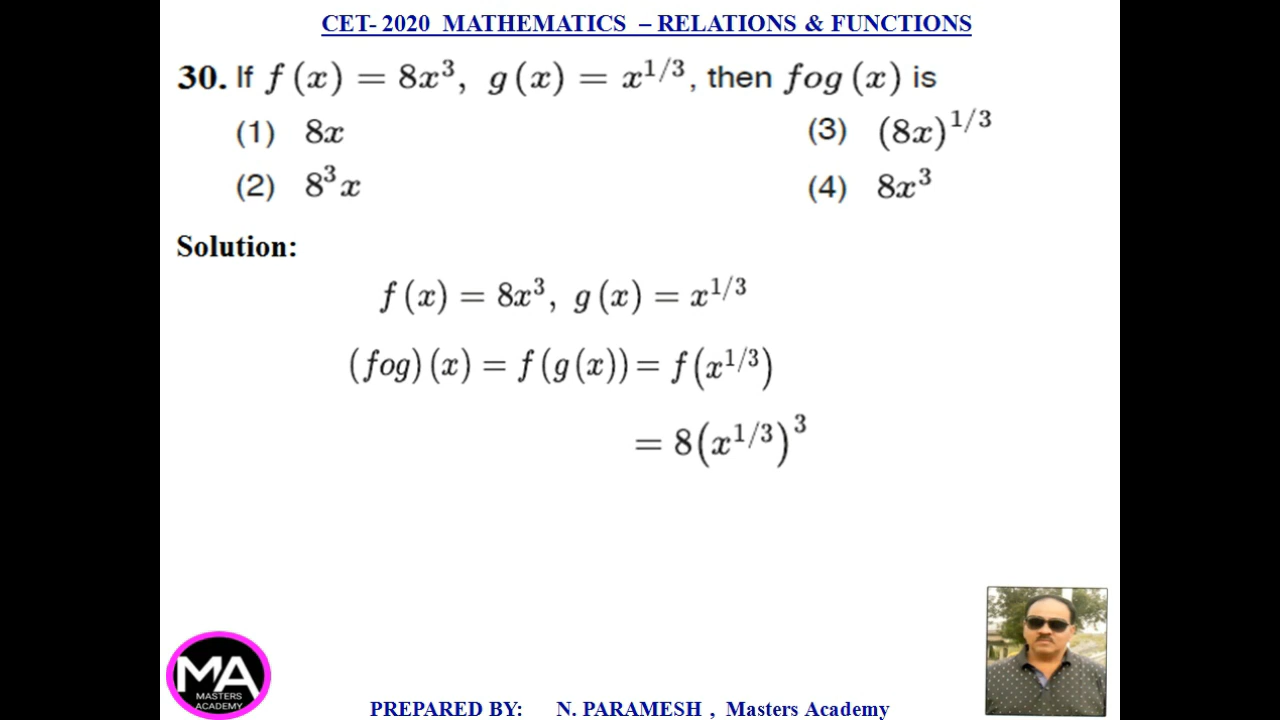 CET- 2020 MATHEMATICS – RELATIONS & FUNCTIONS
30. If f (x) = 8x³, g (x) = x^{1/3}, then fog (x) is
(1) 8x
(3) (8x)^{1/3}
(2) 8³x
(4) 8x³
Solution:
f (x) = 8x³, g (x) = x^{1/3}
(fog) (x) = f (g (x)) = f (x^{1/3})
= 8(x^{1/3})³
MA
MASTERS
ACADEMY
PREPARED BY: N. PARAMESH , Masters Academy